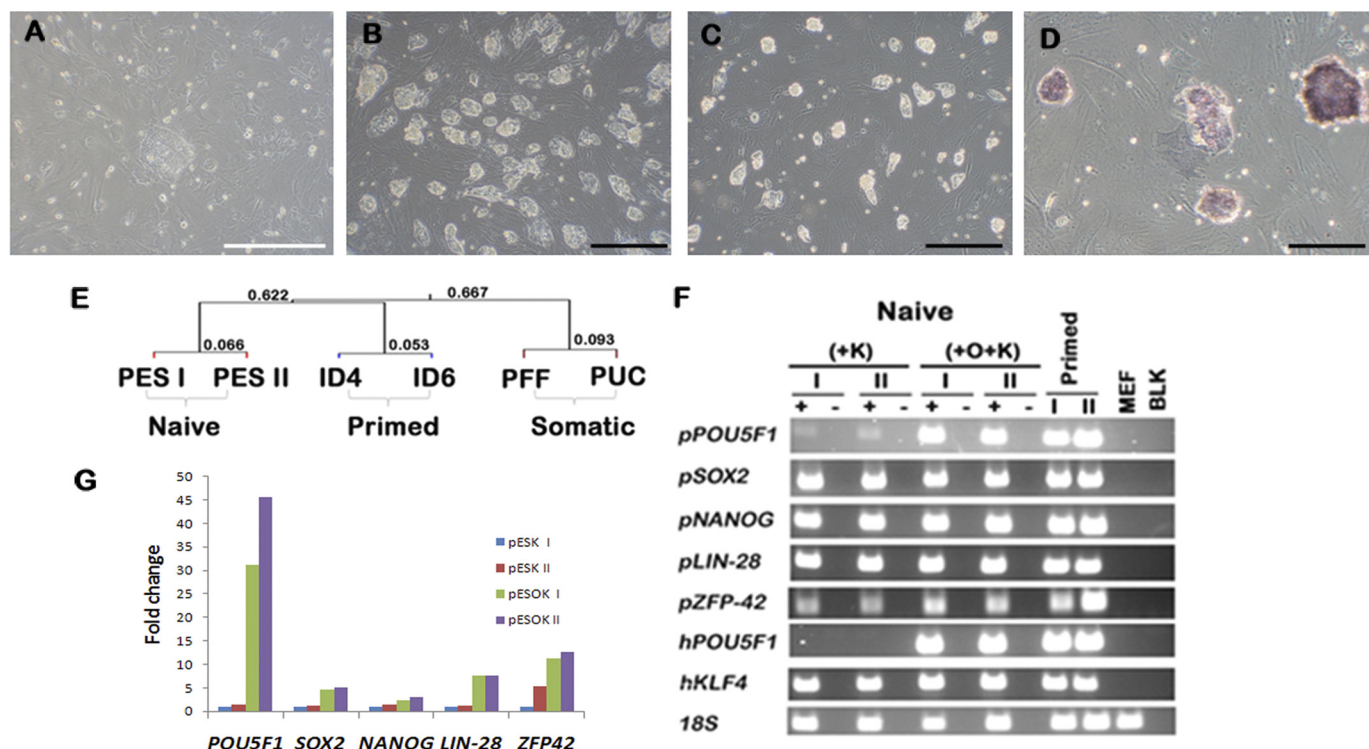 A
B
C
D
E
0.622
0.667
0.066
0.053
0.093
PES I PES II ID4 ID6 PFF PUC
Naive Primed Somatic
F
Naive
(+K) (+O+K) Primed MEF BLK
I II I II I II
+ - + - + - + -
pPOU5F1
pSOX2
pNANOG
pLIN-28
pZFP-42
hPOU5F1
hKLF4
18S
G
Fold change
50
45
40
35
30
25
20
15
10
5
0
pESK I
pESK II
pESOK I
pESOK II
POU5F1 SOX2 NANOG LIN-28 ZFP42